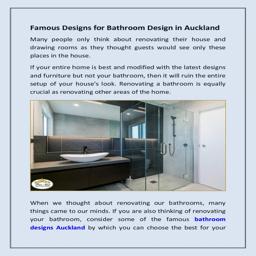 Famous Designs for Bathroom Design in Auckland
Many people only think about renovating their house and
drawing rooms as they thought guests would see only these
places in the house.
If your entire home is best and modified with the latest designs
and furniture but not your bathroom, then it will ruin the entire
setup of your house's look. Renovating a bathroom is equally
crucial as renovating other areas of the home.
When we thought about renovating our bathrooms, many
things came to our minds. If you are also thinking of renovating
your bathroom, consider some of the famous bathroom
designs Auckland by which you can choose the best for your